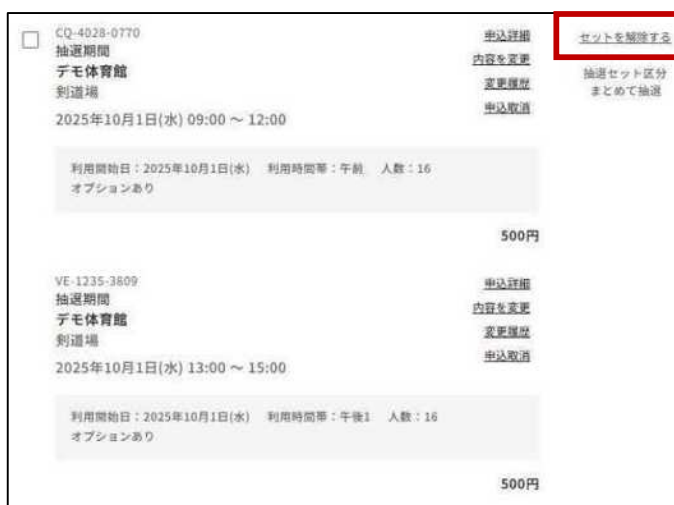 CQ-4028-0770
抽選期間
デモ体育館
剣道場
2025年10月1日(水) 09:00 ～ 12:00
申込詳細
内容を変更
変更履歴
申込取消
セットを解除する
抽選セット区分
まとめて抽選
利用開始日：2025年10月1日(水) 利用時間帯：午前 人数：16
オプションあり
500円
VE-1235-3809
抽選期間
デモ体育館
剣道場
2025年10月1日(水) 13:00 ～ 15:00
申込詳細
内容を変更
変更履歴
申込取消
利用開始日：2025年10月1日(水) 利用時間帯：午後1 人数：16
オプションあり
500円